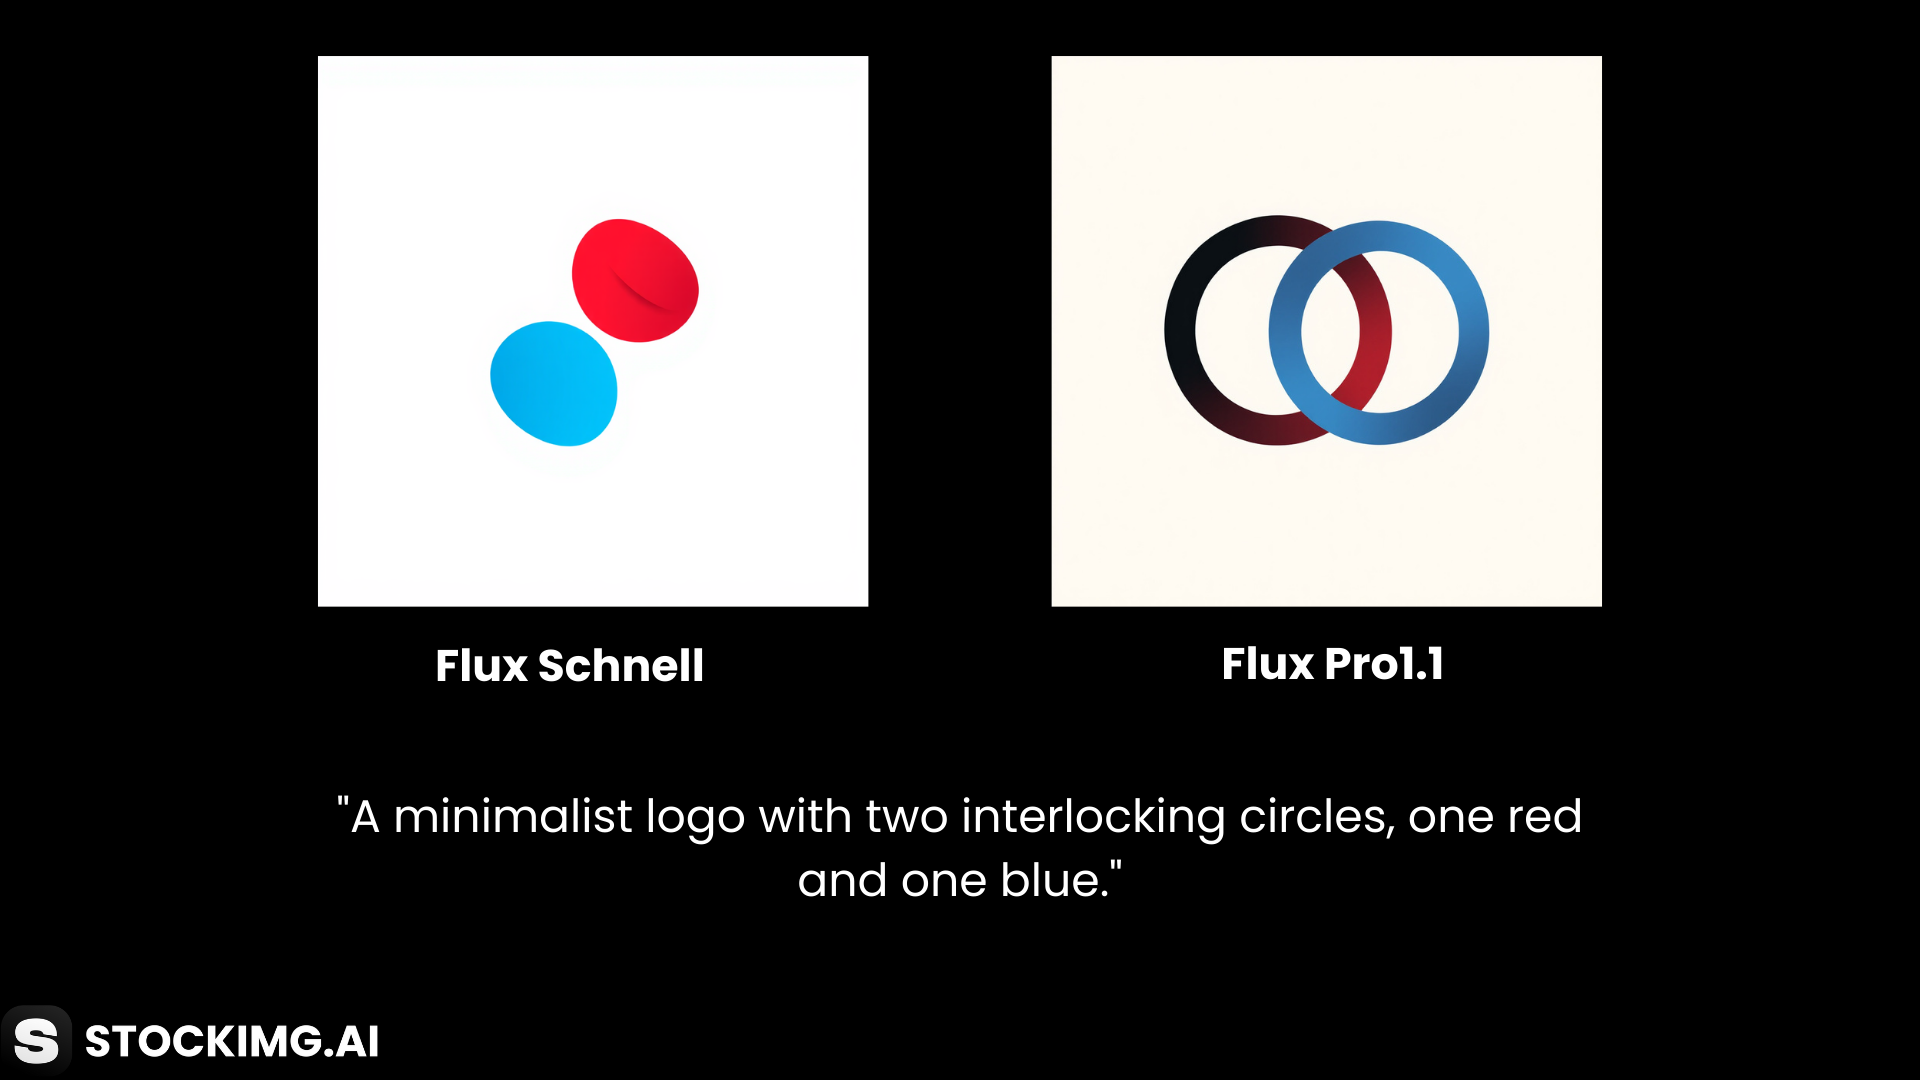 Flux Schnell
Flux Pro1.1
"A minimalist logo with two interlocking circles, one red
and one blue."
S STOCKIMG.AI